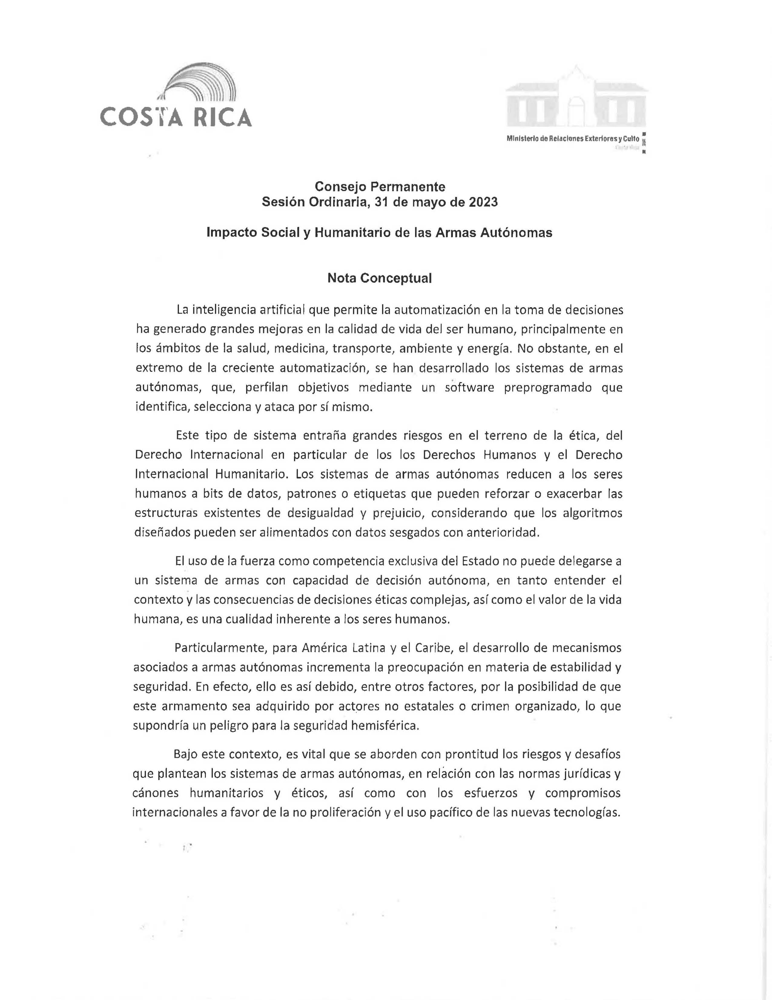 COSTA RICA
Ministerio de Relaciones Exteriores y Culto
Costa Rica
Consejo Permanente
Sesión Ordinaria, 31 de mayo de 2023
Impacto Social y Humanitario de las Armas Autónomas
Nota Conceptual
La inteligencia artificial que permite la automatización en la toma de decisiones
ha generado grandes mejoras en la calidad de vida del ser humano, principalmente en
los ámbitos de la salud, medicina, transporte, ambiente y energía. No obstante, en el
extremo de la creciente automatización, se han desarrollado los sistemas de armas
autónomas, que, perfilan objetivos mediante un software preprogramado que
identifica, selecciona y ataca por sí mismo.
Este tipo de sistema entraña grandes riesgos en el terreno de la ética, del
Derecho Internacional en particular de los los Derechos Humanos y el Derecho
Internacional Humanitario. Los sistemas de armas autónomas reducen a los seres
humanos a bits de datos, patrones o etiquetas que pueden reforzar o exacerbar las
estructuras existentes de desigualdad y prejuicio, considerando que los algoritmos
diseñados pueden ser alimentados con datos sesgados con anterioridad.
El uso de la fuerza como competencia exclusiva del Estado no puede delegarse a
un sistema de armas con capacidad de decisión autónoma, en tanto entender el
contexto y las consecuencias de decisiones éticas complejas, así como el valor de la vida
humana, es una cualidad inherente a los seres humanos.
Particularmente, para América Latina y el Caribe, el desarrollo de mecanismos
asociados a armas autónomas incrementa la preocupación en materia de estabilidad y
seguridad. En efecto, ello es así debido, entre otros factores, por la posibilidad de que
este armamento sea adquirido por actores no estatales o crimen organizado, lo que
supondría un peligro para la seguridad hemisférica.
Bajo este contexto, es vital que se aborden con prontitud los riesgos y desafíos
que plantean los sistemas de armas autónomas, en relación con las normas jurídicas y
cánones humanitarios y éticos, así como con los esfuerzos y compromisos
internacionales a favor de la no proliferación y el uso pacífico de las nuevas tecnologías.